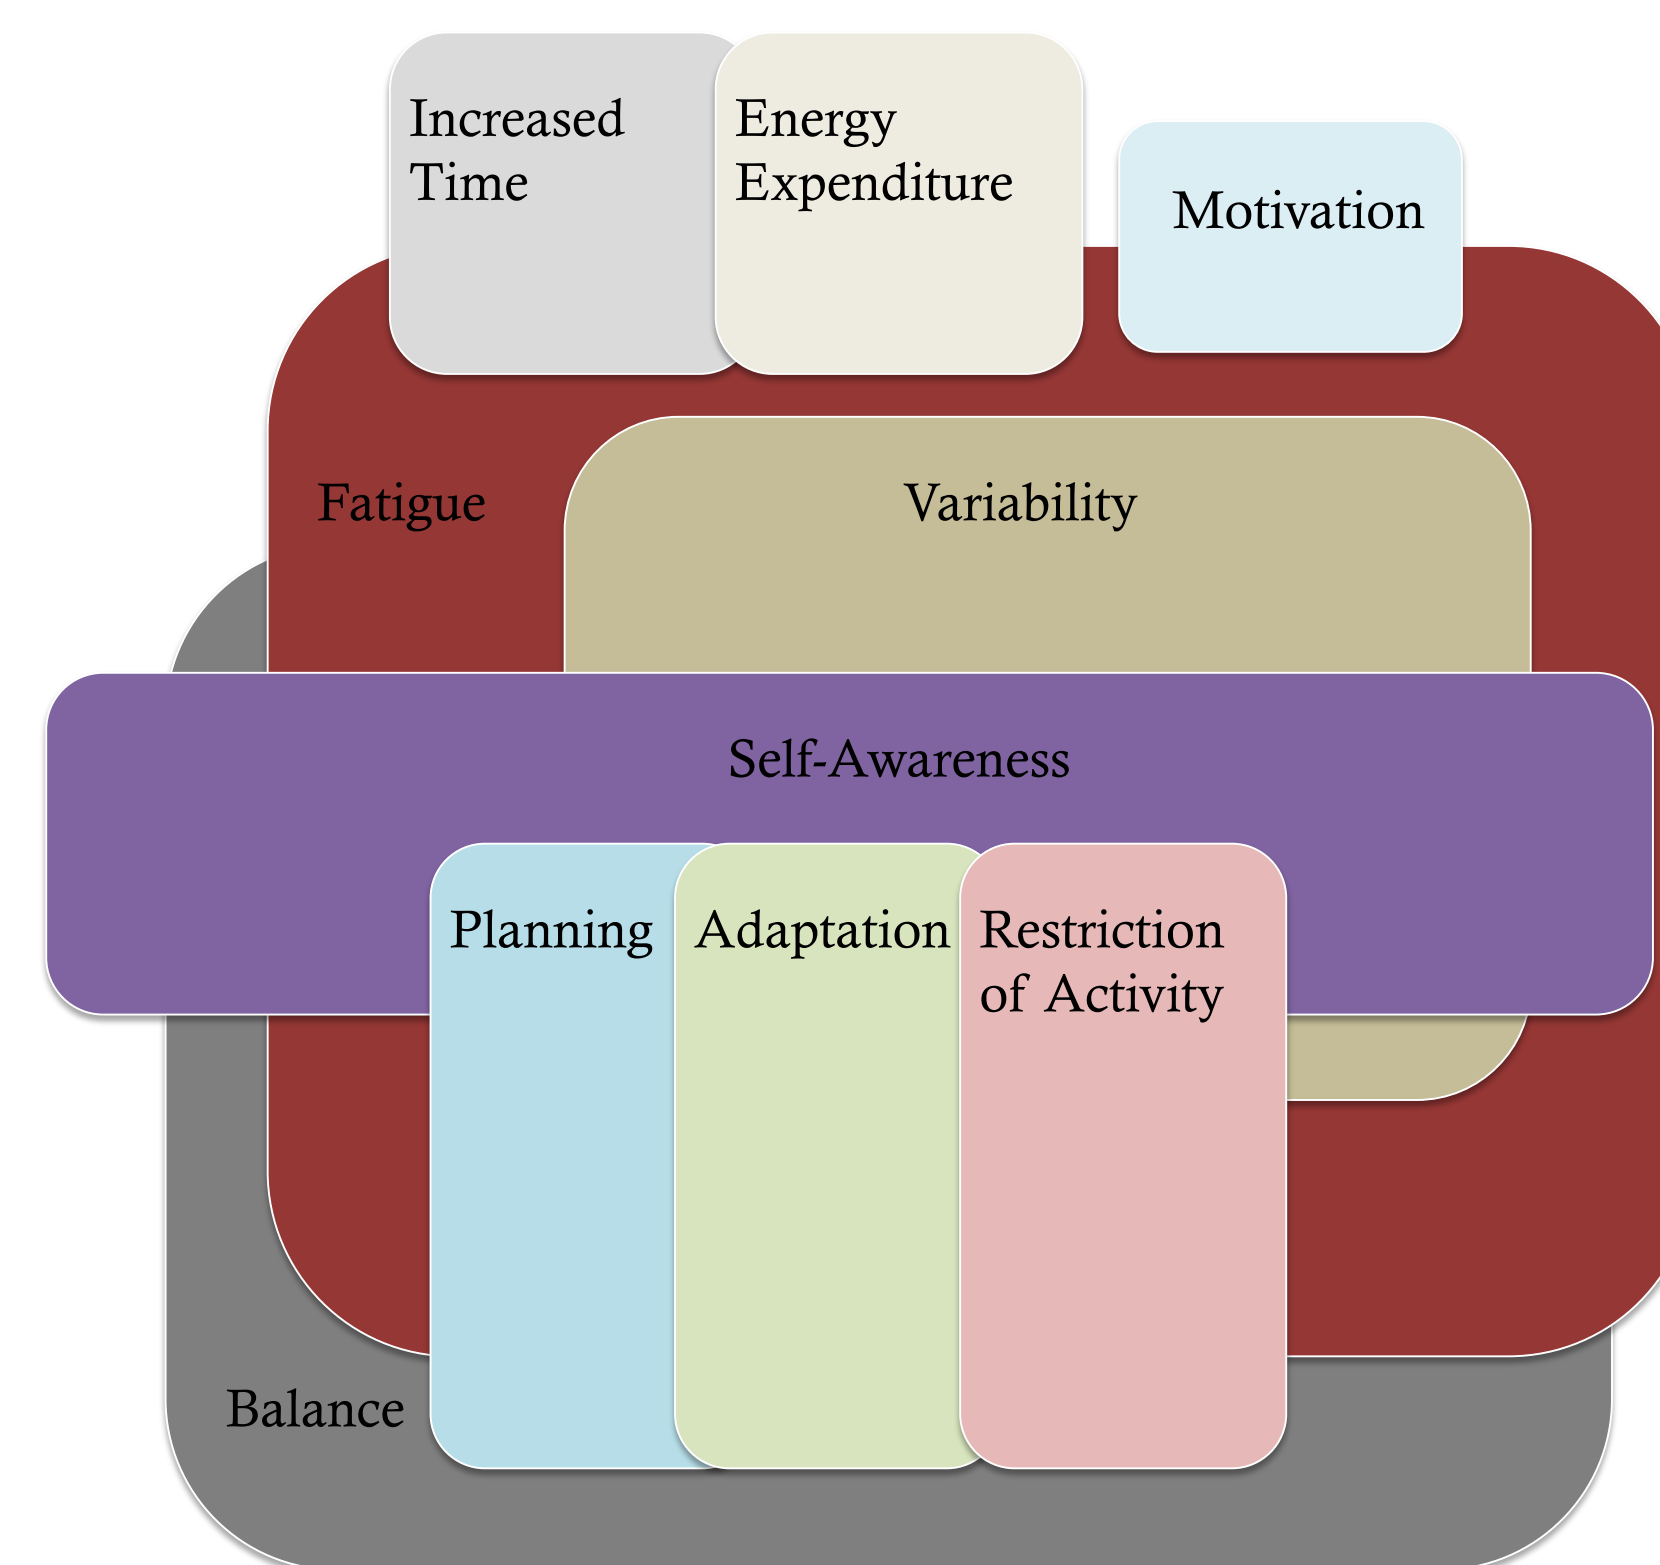 Increased
Time
Energy
Expenditure
Motivation
Fatigue
Variability
Self-Awareness
Planning
Adaptation
Restriction
of Activity
Balance